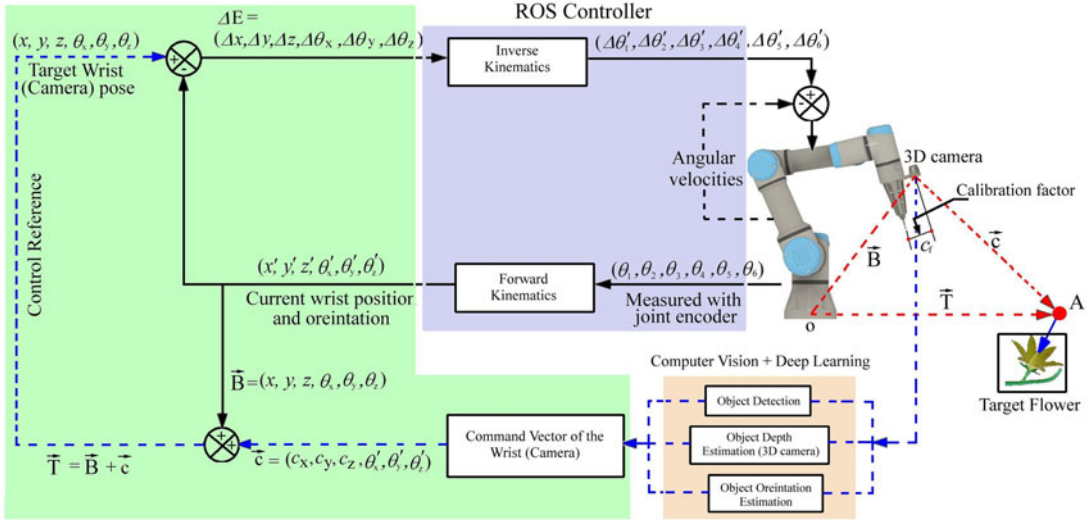 ROS Controller
ΔE =
(x, y, z, θx, θy, θz)
(Δx, Δy, Δz, Δθx, Δθy, Δθz)
(Δθ′1, Δθ′2, Δθ′3, Δθ′4, Δθ′5, Δθ′6)
Inverse
Kinematics
Target Wrist
(Camera) pose
+
-
+
-
Angular
velocities
3D camera
Calibration factor
Control Reference
B
cf
c
T
A
o
(x′, y′, z′, θ′x, θ′y, θ′z)
Current wrist position
and oreintation
Forward
Kinematics
(θ1, θ2, θ3, θ4, θ5, θ6)
Measured with
joint encoder
Target Flower
Computer Vision + Deep Learning
B = (x, y, z, θx, θy, θz)
Object Detection
Command Vector of the
Wrist (Camera)
Object Depth
Estimation (3D camera)
+
+
T = B + c
c = (cx, cy, cz, θ′x, θ′y, θ′z)
Object Oreintation
Estimation